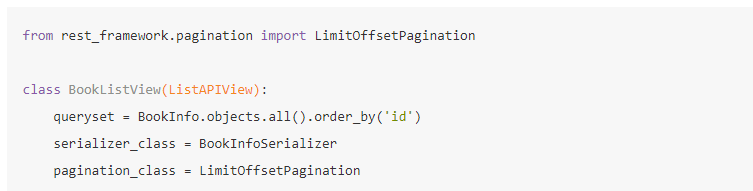 from rest_framework.pagination import LimitOffsetPagination
class BookListView(ListAPIView):
    queryset = BookInfo.objects.all().order_by('id')
    serializer_class = BookInfoSerializer
    pagination_class = LimitOffsetPagination